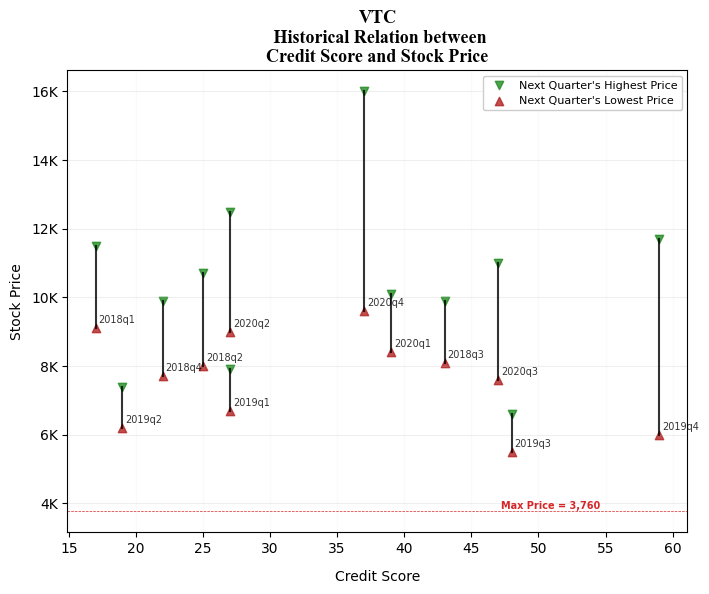 VTC
Historical Relation between
Credit Score and Stock Price
Next Quarter's Highest Price
Next Quarter's Lowest Price
Stock Price
16K
14K
12K
10K
8K
6K
4K
2018q1
2019q2
2018q4
2018q2
2020q2
2019q1
2020q4
2020q1
2018q3
2020q3
2019q3
2019q4
Max Price = 3,760
15 20 25 30 35 40 45 50 55 60
Credit Score